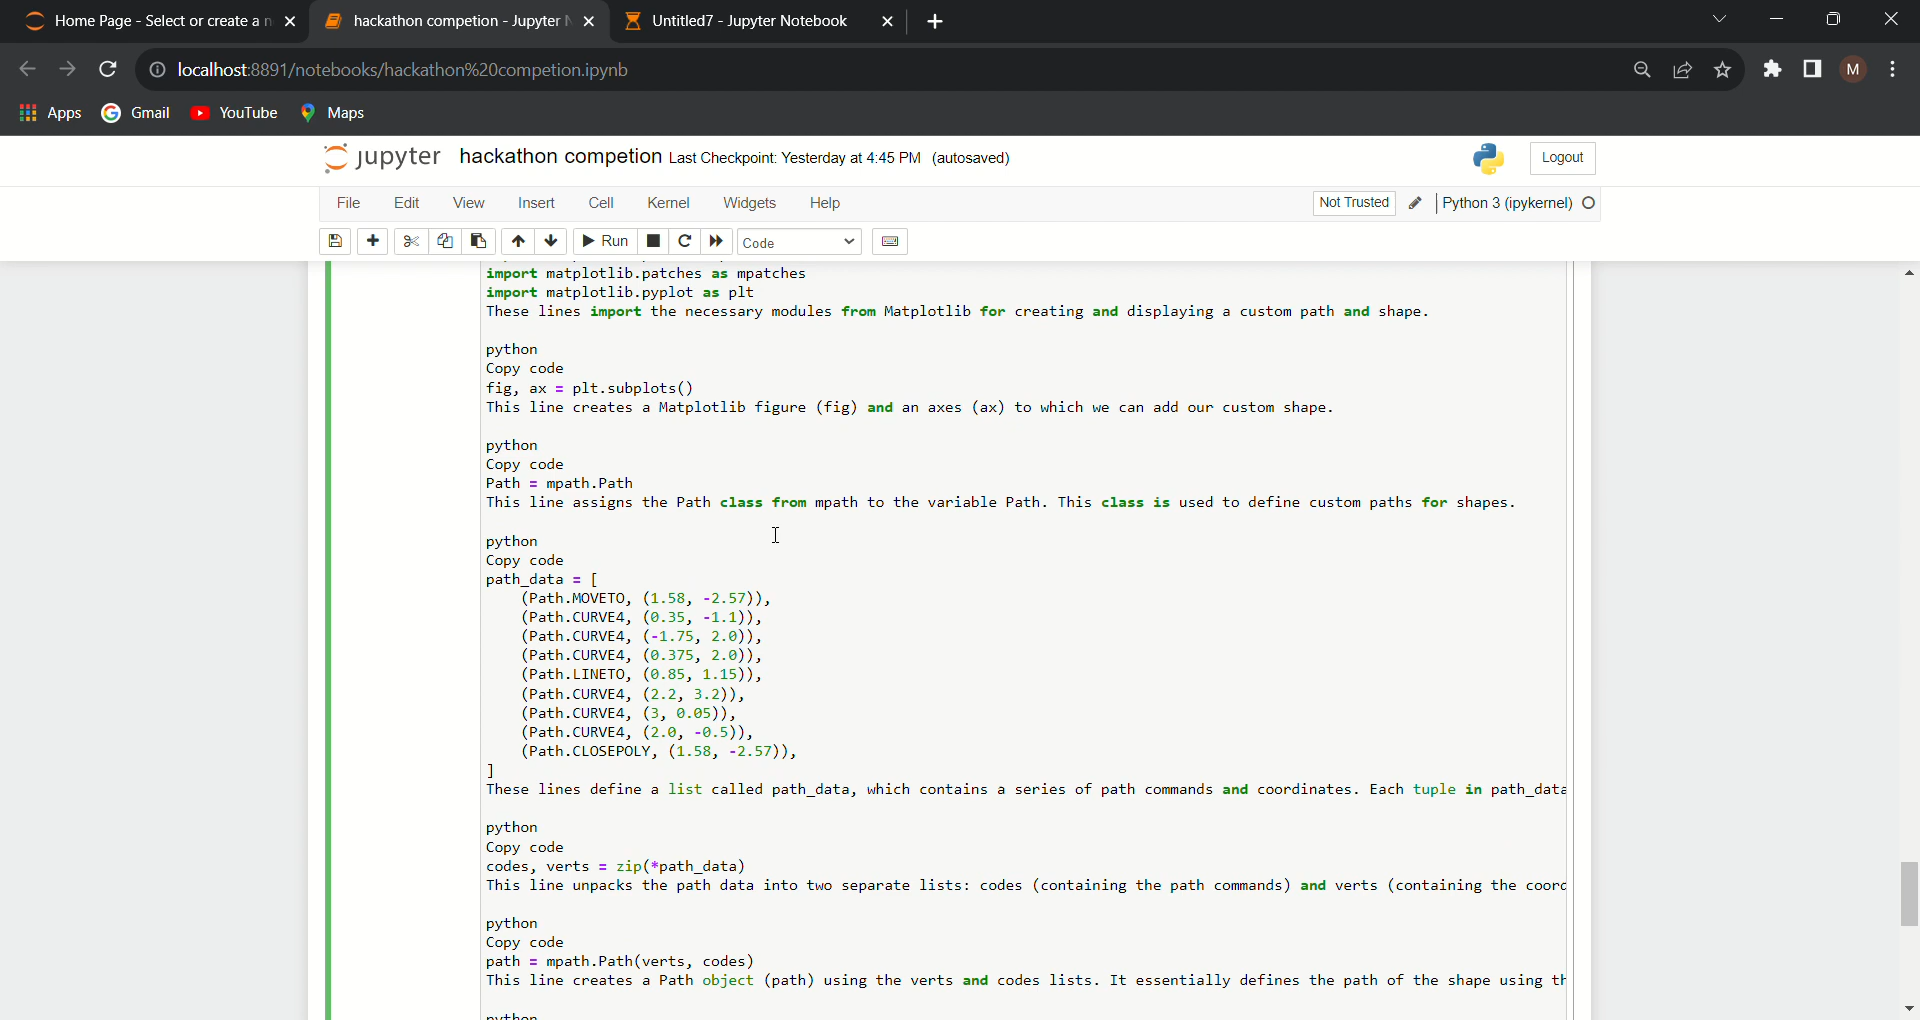 Home Page - Select or create a n
hackathon competion - Jupyter N
Untitled7 - Jupyter Notebook
localhost:8891/notebooks/hackathon%20competion.ipynb
M
Apps
Gmail
YouTube
Maps
jupyter hackathon competion Last Checkpoint: Yesterday at 4:45 PM (autosaved)
Logout
File Edit View Insert Cell Kernel Widgets Help
Not Trusted
Python 3 (ipykernel)
Run
Code
import matplotlib.patches as mpatches
import matplotlib.pyplot as plt
These lines import the necessary modules from Matplotlib for creating and displaying a custom path and shape.
python
Copy code
fig, ax = plt.subplots()
This line creates a Matplotlib figure (fig) and an axes (ax) to which we can add our custom shape.
python
Copy code
Path = mpath.Path
This line assigns the Path class from mpath to the variable Path. This class is used to define custom paths for shapes.
python
Copy code
path_data = [
(Path.MOVETO, (1.58, -2.57)),
(Path.CURVE4, (0.35, -1.1)),
(Path.CURVE4, (-1.75, 2.0)),
(Path.CURVE4, (0.375, 2.0)),
(Path.LINETO, (0.85, 1.15)),
(Path.CURVE4, (2.2, 3.2)),
(Path.CURVE4, (3, 0.05)),
(Path.CURVE4, (2.0, -0.5)),
(Path.CLOSEPOLY, (1.58, -2.57)),
]
These lines define a list called path_data, which contains a series of path commands and coordinates. Each tuple in path_data
python
Copy code
codes, verts = zip(*path_data)
This line unpacks the path data into two separate lists: codes (containing the path commands) and verts (containing the coord
python
Copy code
path = mpath.Path(verts, codes)
This line creates a Path object (path) using the verts and codes lists. It essentially defines the path of the shape using th
python